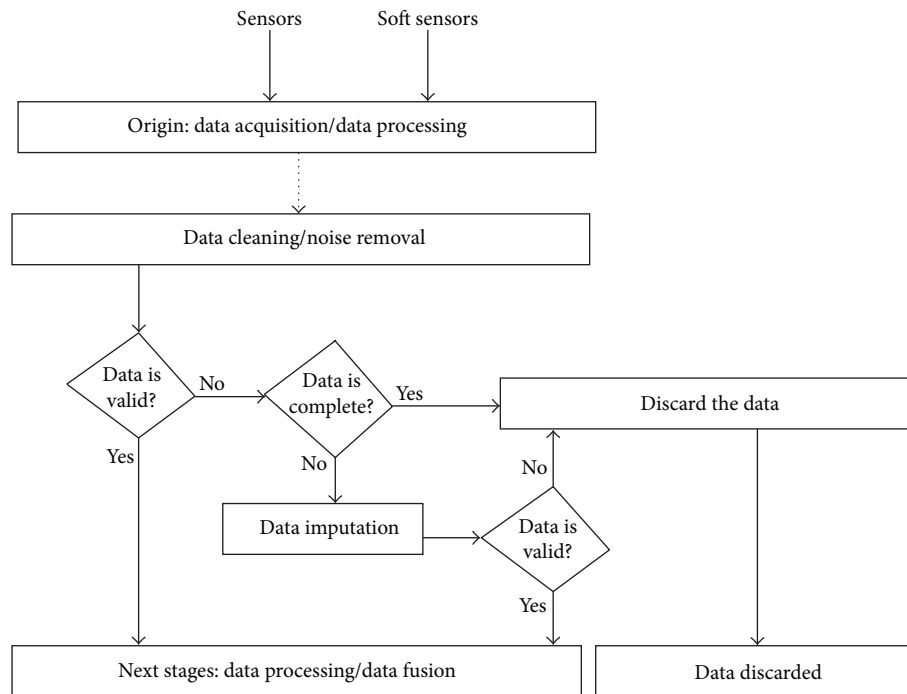 Sensors
Soft sensors
Origin: data acquisition/data processing
Data cleaning/noise removal
Data is
valid?
No
Data is
complete?
Yes
Discard the data
Yes
No
No
Data imputation
Data is
valid?
Yes
Next stages: data processing/data fusion
Data discarded